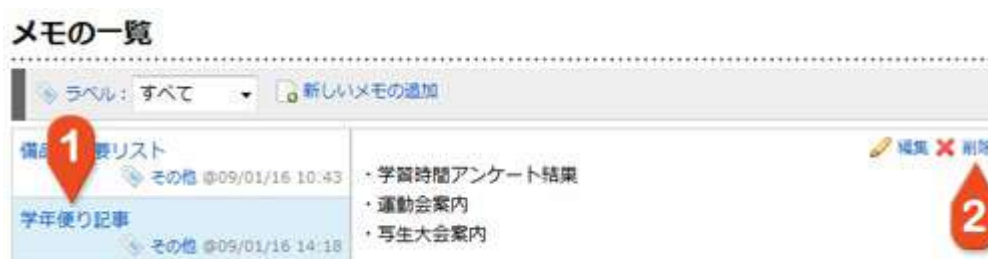 メモの一覧
ラベル： すべて 新しいメモの追加
備品 要リスト
その他 @09/01/16 10:43
学年便り記事
その他 @09/01/16 14:18
編集 削除
・学習時間アンケート結果
・運動会案内
・写生大会案内
1
2